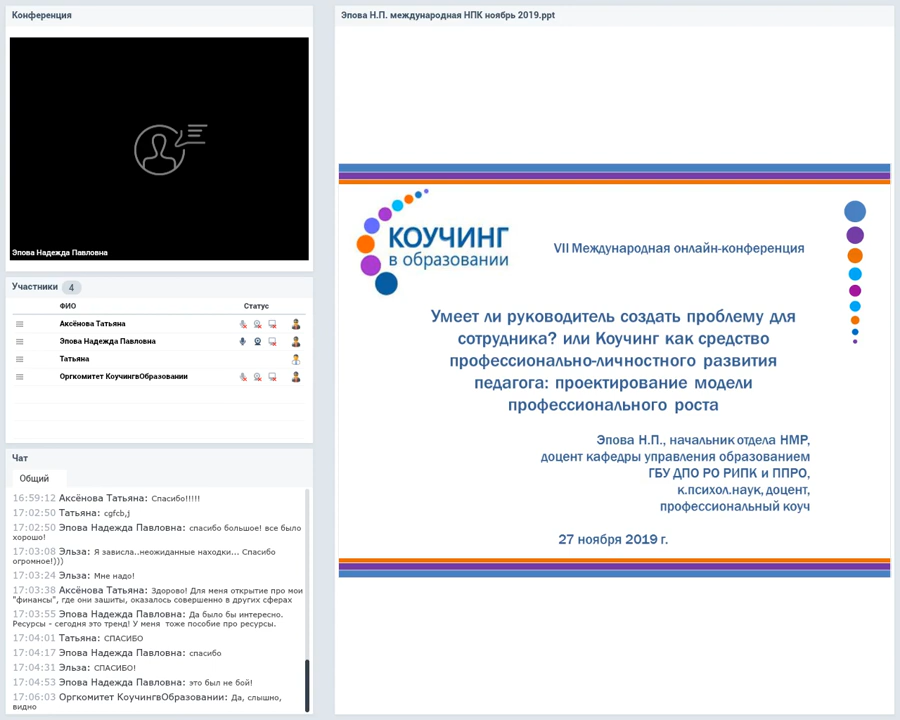 Конференция
Эпова Надежда Павловна
Участники 4
ФИО Статус
Аксёнова Татьяна
Эпова Надежда Павловна
Татьяна
Оргкомитет КоучингвОбразовании
Чат
Общий
16:59:12 Аксёнова Татьяна: Спасибо!!!!!
17:02:50 Татьяна: cgfcb,j
17:02:50 Эпова Надежда Павловна: спасибо большое! все было
хорошо!
17:03:08 Эльза: Я зависла..неожиданные находки... Спасибо
огромное!)))
17:03:24 Эльза: Мне надо!
17:03:38 Аксёнова Татьяна: Здорово! Для меня открытие про мои
"финансы", где они зашиты, оказалось совершенно в других сферах
17:03:55 Эпова Надежда Павловна: Да было бы интересно.
Ресурсы - сегодня это тренд! У меня тоже пособие про ресурсы.
17:04:01 Татьяна: СПАСИБО
17:04:17 Эпова Надежда Павловна: спасибо
17:04:31 Эльза: СПАСИБО!
17:04:53 Эпова Надежда Павловна: это был не бой!
17:06:03 Оргкомитет КоучингвОбразовании: Да, слышно,
видно
Эпова Н.П. международная НПК ноябрь 2019.ppt
КОУЧИНГ
в образовании
VII Международная онлайн-конференция
Умеет ли руководитель создать проблему для
сотрудника? или Коучинг как средство
профессионально-личностного развития
педагога: проектирование модели
профессионального роста
Эпова Н.П., начальник отдела НМР,
доцент кафедры управления образованием
ГБУ ДПО РО РИПК и ППРО,
к.психол.наук, доцент,
профессиональный коуч
27 ноября 2019 г.